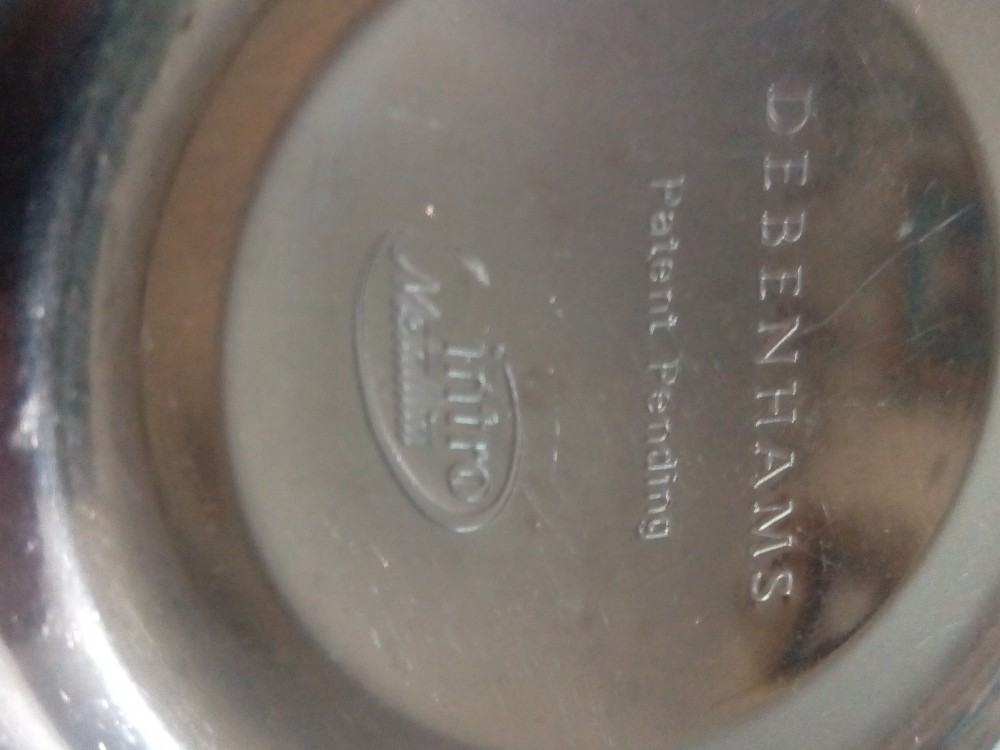 DEBENHAMS
Patent Pending
intro